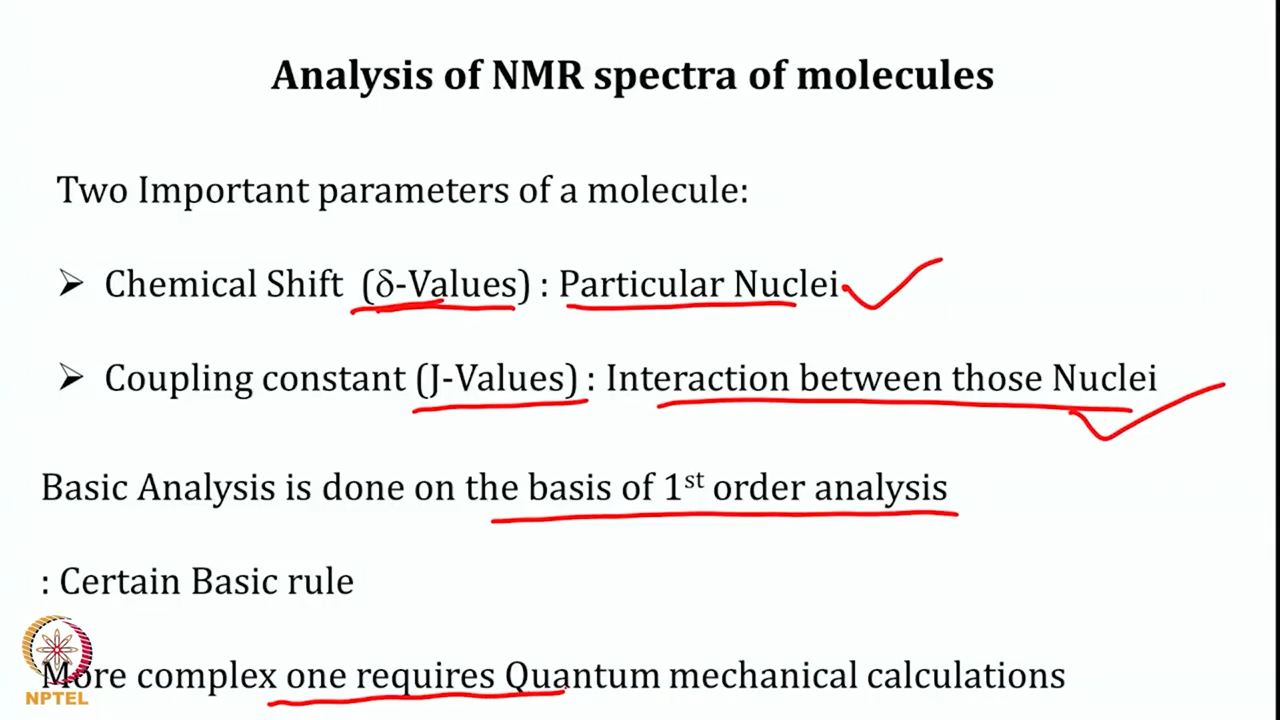 Analysis of NMR spectra of molecules
Two Important parameters of a molecule:
➢ Chemical Shift (δ-Values) : Particular Nuclei
➢ Coupling constant (J-Values) : Interaction between those Nuclei
Basic Analysis is done on the basis of 1st order analysis
: Certain Basic rule
More complex one requires Quantum mechanical calculations
NPTEL